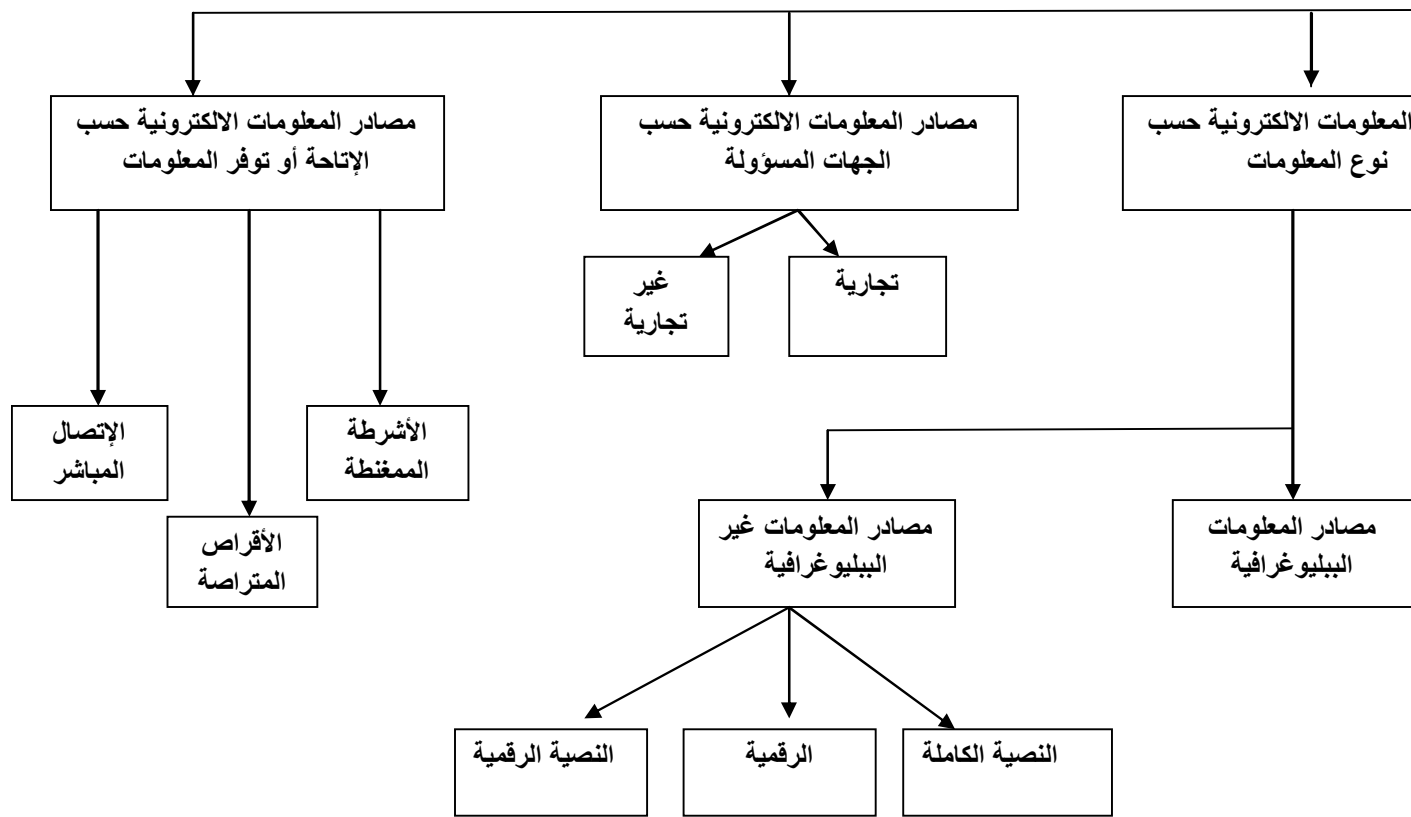 المعلومات الالكترونية حسب
نوع المعلومات
مصادر المعلومات الالكترونية حسب
الجهات المسؤولة
مصادر المعلومات الالكترونية حسب
الإتاحة أو توفر المعلومات
تجارية
غير
تجارية
الأشرطة
الممغنطة
الأقراص
المتراصة
الإتصال
المباشر
مصادر المعلومات
الببليوغرافية
مصادر المعلومات غير
الببليوغرافية
النصية الكاملة
الرقمية
النصية الرقمية